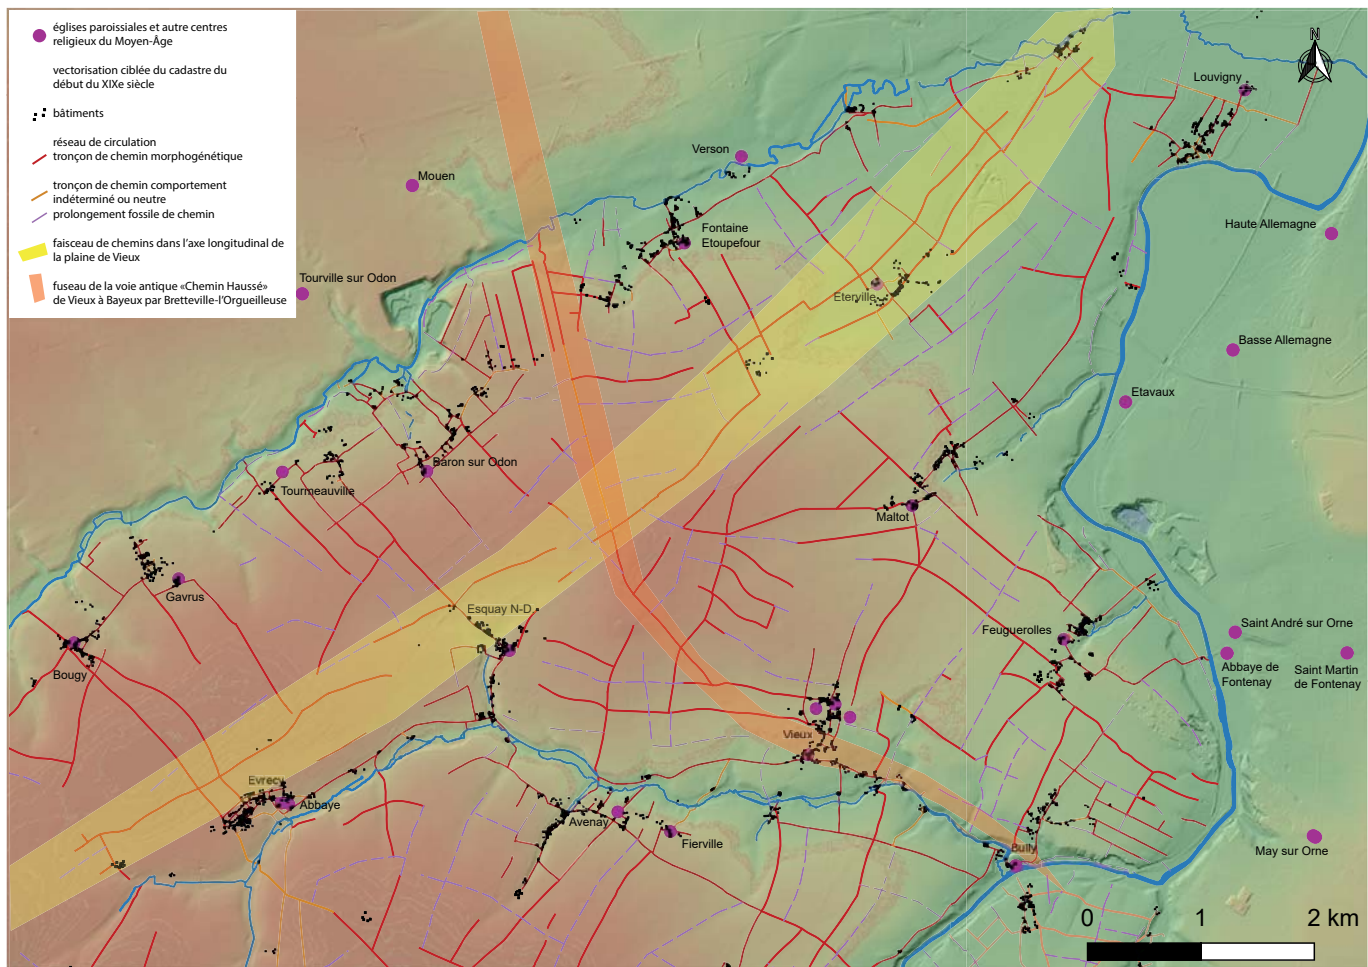 églises paroissiales et autre centres
religieux du Moyen-Âge
vectorisation ciblée du cadastre du
début du XIXe siècle
bâtiments
réseau de circulation
tronçon de chemin morphogénétique
tronçon de chemin comportement
indéterminé ou neutre
prolongement fossile de chemin
faisceau de chemins dans l'axe longitudinal de
la plaine de Vieux
fuseau de la voie antique «Chemin Haussé»
de Vieux à Bayeux par Bretteville-l'Orgueilleuse
N
Louvigny
Verson
Mouen
Fontaine
Etoupefour
Haute Allemagne
Tourville sur Odon
Eterville
Basse Allemagne
Etavaux
Baron sur Odon
Tourmeauville
Maltot
Gavrus
Esquay N-D
Feuguerolles
Saint André sur Orne
Abbaye de
Fontenay
Saint Martin
de Fontenay
Bougy
Vieux
Evrecy
Abbaye
Avenay
Fierville
Bully
May sur Orne
0 1 2 km